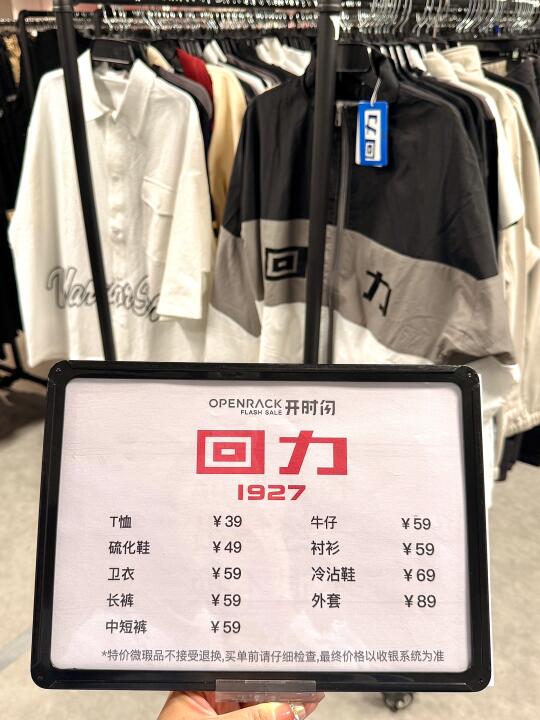 回
力
OPENRACK 开时闪
FLASH SALE
回力
1927
T恤 ￥39
硫化鞋 ￥49
卫衣 ￥59
长裤 ￥59
中短裤 ￥59
牛仔 ￥59
衬衫 ￥59
冷沾鞋 ￥69
外套 ￥89
*特价微瑕品不接受退换,买单前请仔细检查,最终价格以收银系统为准